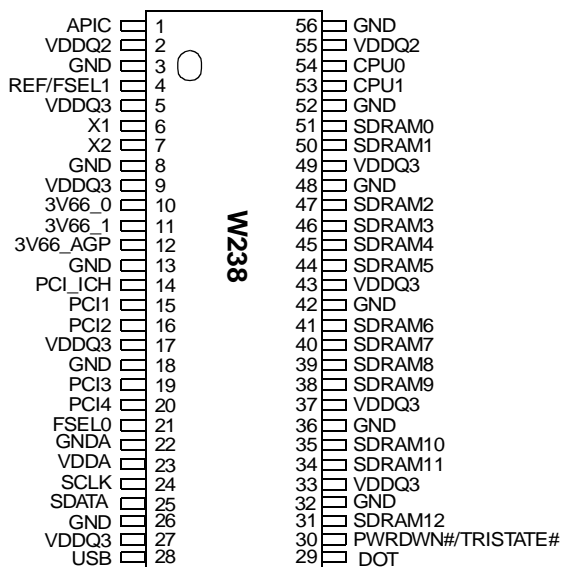 APIC 1 56 GND
VDDQ2 2 55 VDDQ2
GND 3 54 CPU0
REF/FSEL1 4 53 CPU1
VDDQ3 5 52 GND
X1 6 51 SDRAM0
X2 7 50 SDRAM1
GND 8 49 VDDQ3
VDDQ3 9 48 GND
3V66_0 10 47 SDRAM2
3V66_1 11 46 SDRAM3
3V66_AGP 12 45 SDRAM4
GND 13 44 SDRAM5
PCI_ICH 14 43 VDDQ3
PCI1 15 42 GND
PCI2 16 41 SDRAM6
VDDQ3 17 40 SDRAM7
GND 18 39 SDRAM8
PCI3 19 38 SDRAM9
PCI4 20 37 VDDQ3
FSEL0 21 36 GND
GNDA 22 35 SDRAM10
VDDA 23 34 SDRAM11
SCLK 24 33 VDDQ3
SDATA 25 32 GND
GND 26 31 SDRAM12
VDDQ3 27 30 PWRDWN#/TRISTATE#
USB 28 29 DOT
W238